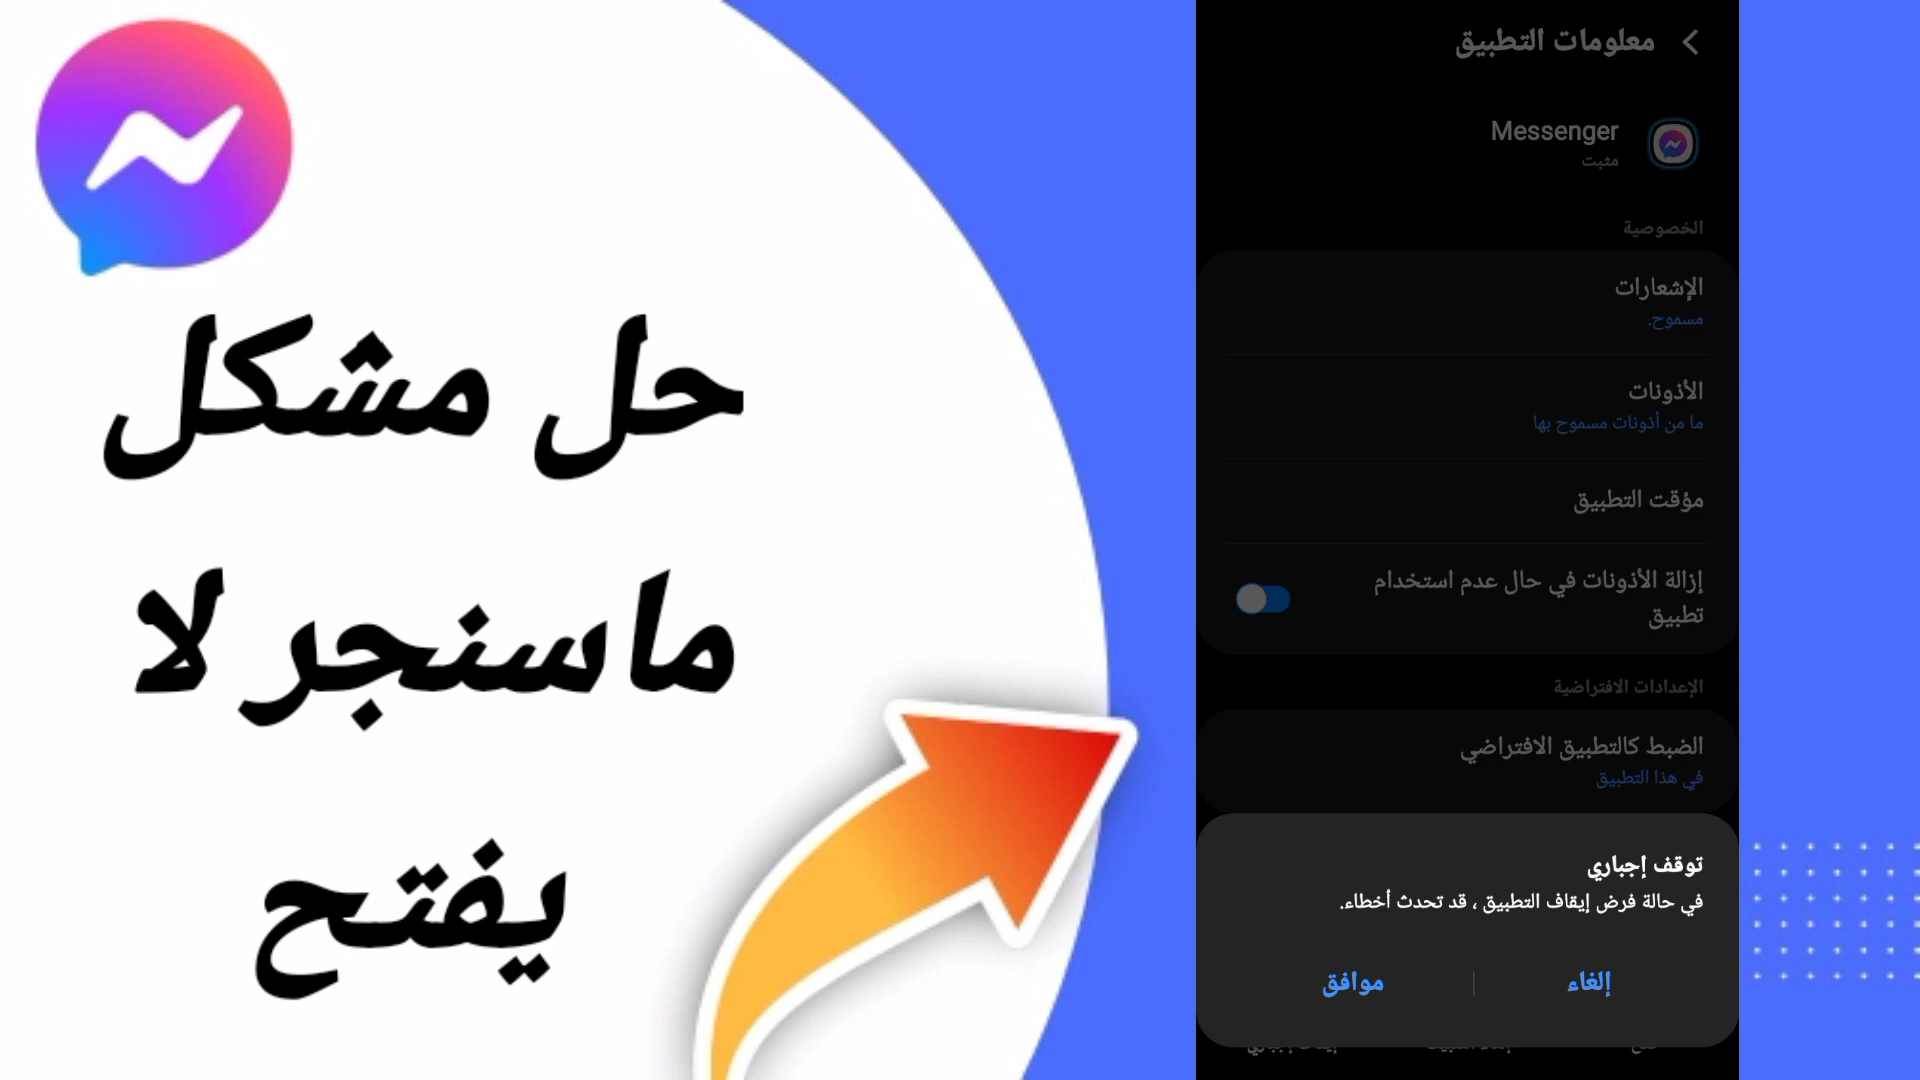 حل مشكل
ماسنجر لا
يفتح
معلومات التطبيق
Messenger
مثبت
الخصوصية
الإشعارات
مسموح.
الأذونات
ما من أذونات مسموح بها
مؤقت التطبيق
إزالة الأذونات في حال عدم استخدام
تطبيق
الإعدادات الافتراضية
الضبط كالتطبيق الافتراضي
في هذا التطبيق
توقف إجباري
في حالة فرض إيقاف التطبيق ، قد تحدث أخطاء.
إلغاء
موافق